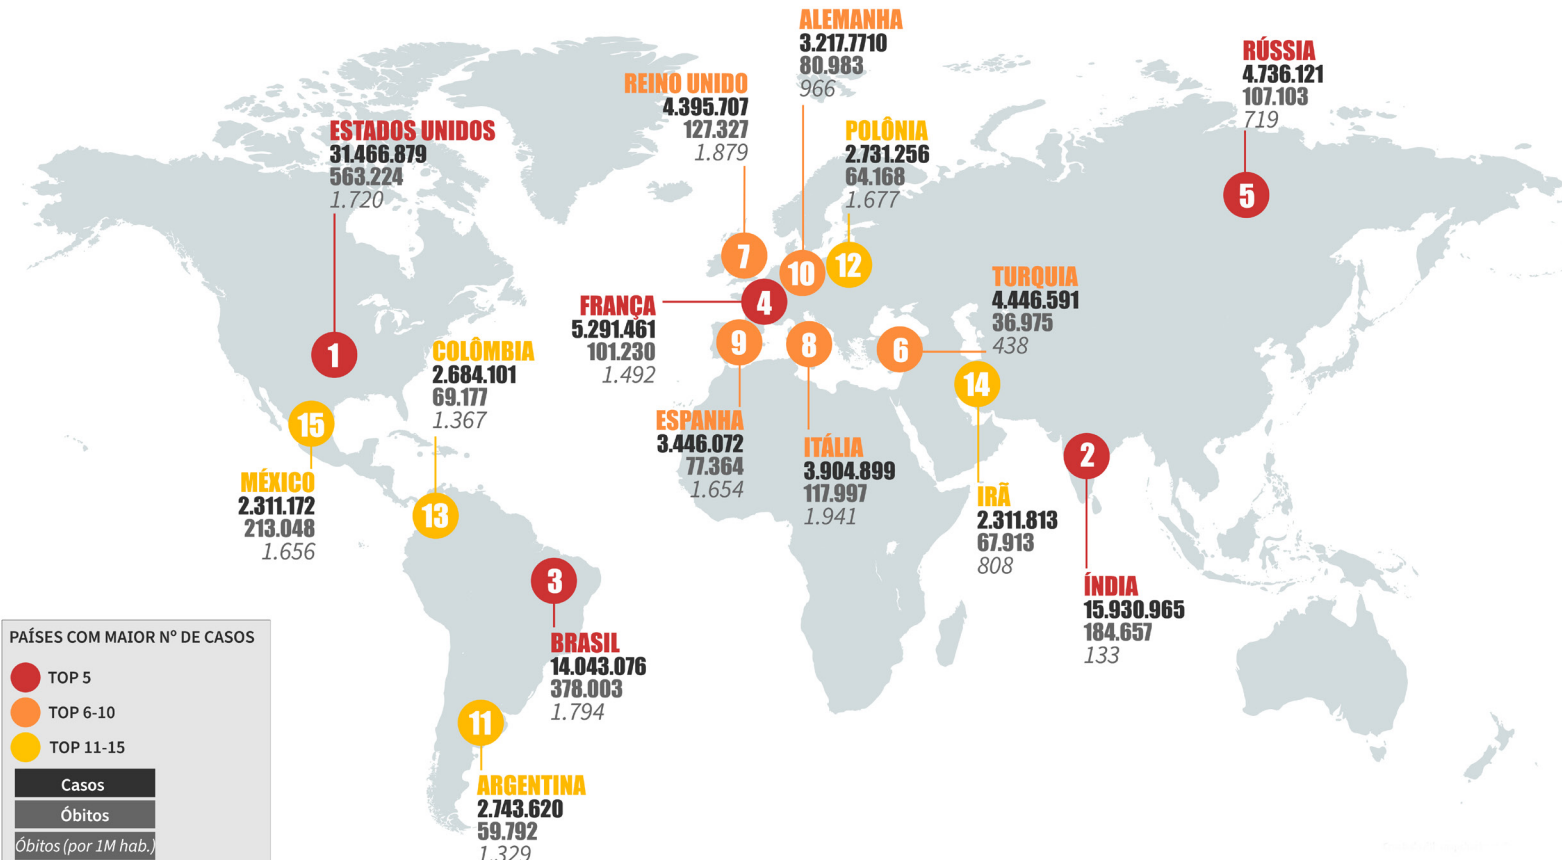 ALEMANHA
3.217.7710
80.983
966
RÚSSIA
4.736.121
107.103
719
REINO UNIDO
4.395.707
127.327
1.879
ESTADOS UNIDOS
31.466.879
563.224
1.720
POLÔNIA
2.731.256
64.168
1.677
5
7
10
12
TURQUIA
4.446.591
36.975
438
FRANÇA
5.291.461
101.230
1.492
4
1
COLÔMBIA
2.684.101
69.177
1.367
9
8
6
14
15
ESPANHA
3.446.072
77.364
1.654
ITÁLIA
3.904.899
117.997
1.941
2
MÉXICO
2.311.172
213.048
1.656
13
IRÃ
2.311.813
67.913
808
3
ÍNDIA
15.930.965
184.657
133
BRASIL
14.043.076
378.003
1.794
11
ARGENTINA
2.743.620
59.792
1.329
PAÍSES COM MAIOR Nº DE CASOS
TOP 5
TOP 6-10
TOP 11-15
Casos
Óbitos
Óbitos (por 1M hab.)